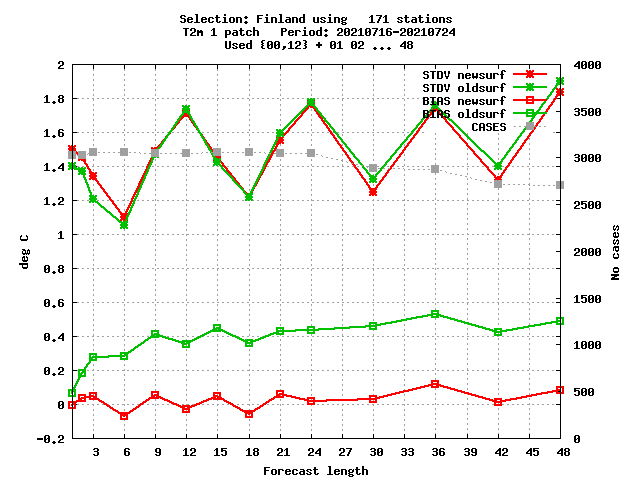 Selection: Finland using   171 stations
T2m 1 patch   Period: 20210716-20210724
Used {00,12} + 01 02 ... 48
STDV newsurf
STDV oldsurf
BIAS newsurf
BIAS oldsurf
CASES
2
1.8
1.6
1.4
1.2
1
0.8
0.6
0.4
0.2
0
-0.2
deg C
4000
3500
3000
2500
2000
1500
1000
500
0
No cases
3 6 9 12 15 18 21 24 27 30 33 36 39 42 45 48
Forecast length